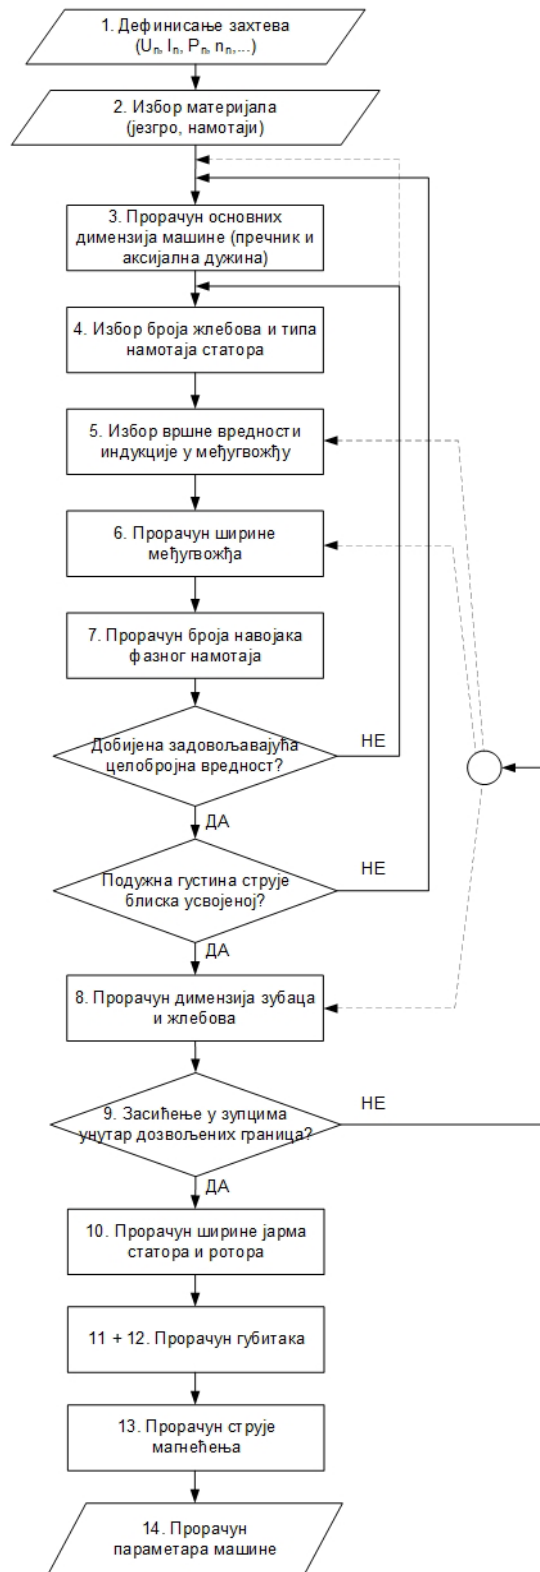 1. Дефинисање захтева
(Uₙ, Iₙ, Pₙ, nₙ,...)
2. Избор материјала
(језгро, намотаји)
3. Прорачун основних
димензија машине (пречник и
аксијална дужина)
4. Избор броја жлебова и типа
намотаја статора
5. Избор вршне вредности
индукције у међугвожђу
6. Прорачун ширине
међугвожђа
7. Прорачун броја навојака
фазног намотаја
Добијена задовољавајућа
целобројна вредност?
НЕ
ДА
Подужна густина струје
блиска усвојеној?
НЕ
ДА
8. Прорачун димензија зубаца
и жлебова
9. Засићење у зупцима
унутар дозвољених граница?
НЕ
ДА
10. Прорачун ширине јарма
статора и ротора
11 + 12. Прорачун губитака
13. Прорачун струје
магнећења
14. Прорачун
параметара машине